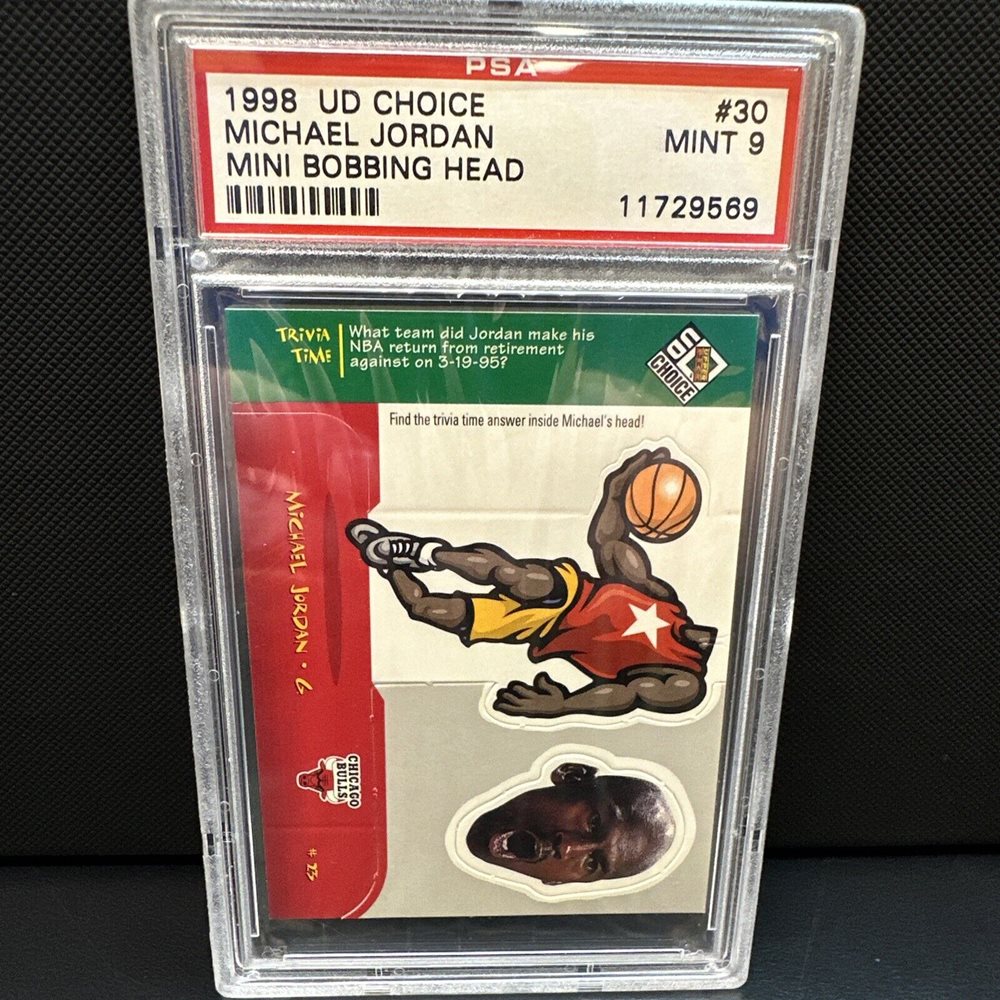 PSA
1998 UD CHOICE
MICHAEL JORDAN
MINI BOBBING HEAD
#30
MINT 9
11729569
TRiViA
TiME
What team did Jordan make his
NBA return from retirement
against on 3-19-95?
UD
CHOICE
Find the trivia time answer inside Michael's head!
MiCHAEL JORDAN • G
CHICAGO
BULLS
# 23